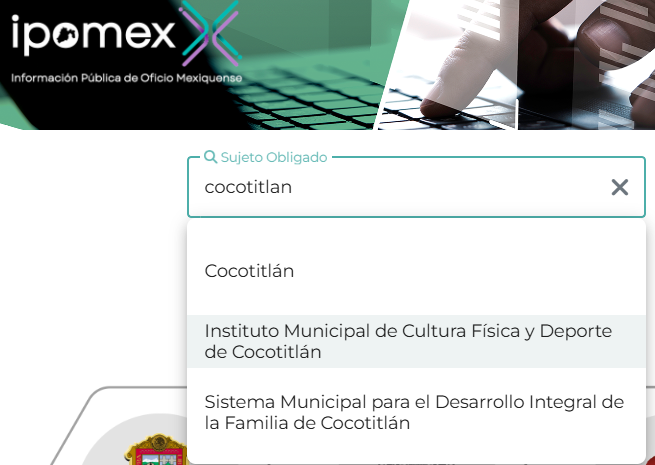 ipomex
Información Pública de Oficio Mexiquense
Sujeto Obligado
cocotitlan
Cocotitlán
Instituto Municipal de Cultura Física y Deporte
de Cocotitlán
Sistema Municipal para el Desarrollo Integral de
la Familia de Cocotitlán